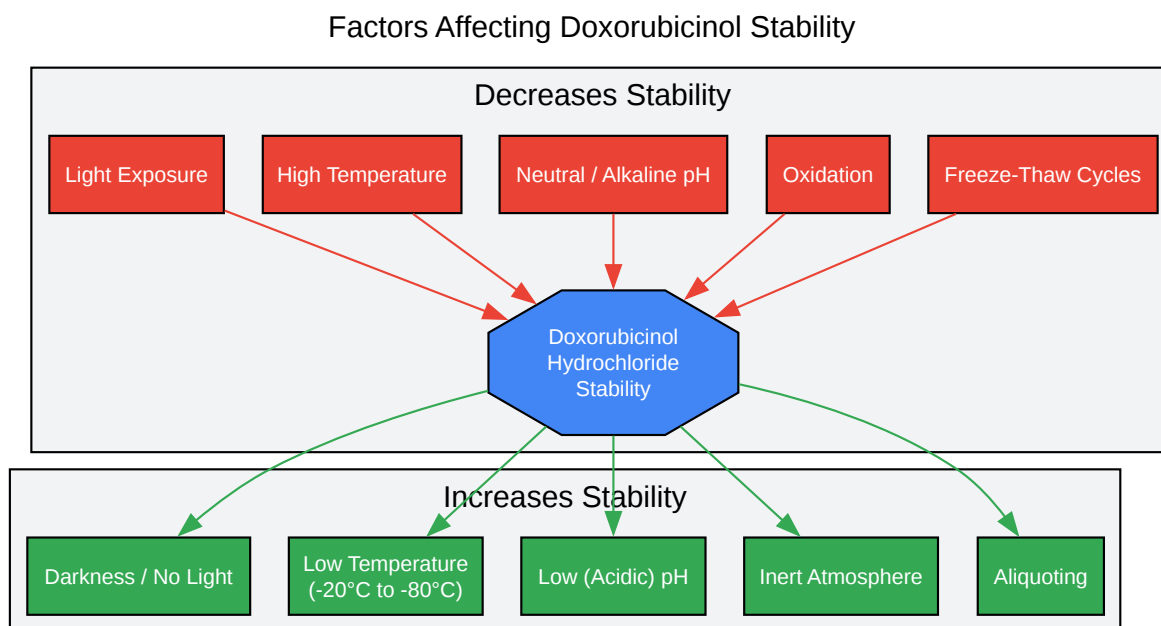 Factors Affecting Doxorubicinol Stability
Decreases Stability
Light Exposure
High Temperature
Neutral / Alkaline pH
Oxidation
Freeze-Thaw Cycles
Doxorubicinol
Hydrochloride
Stability
Increases Stability
Darkness / No Light
Low Temperature
(-20°C to -80°C)
Low (Acidic) pH
Inert Atmosphere
Aliquoting